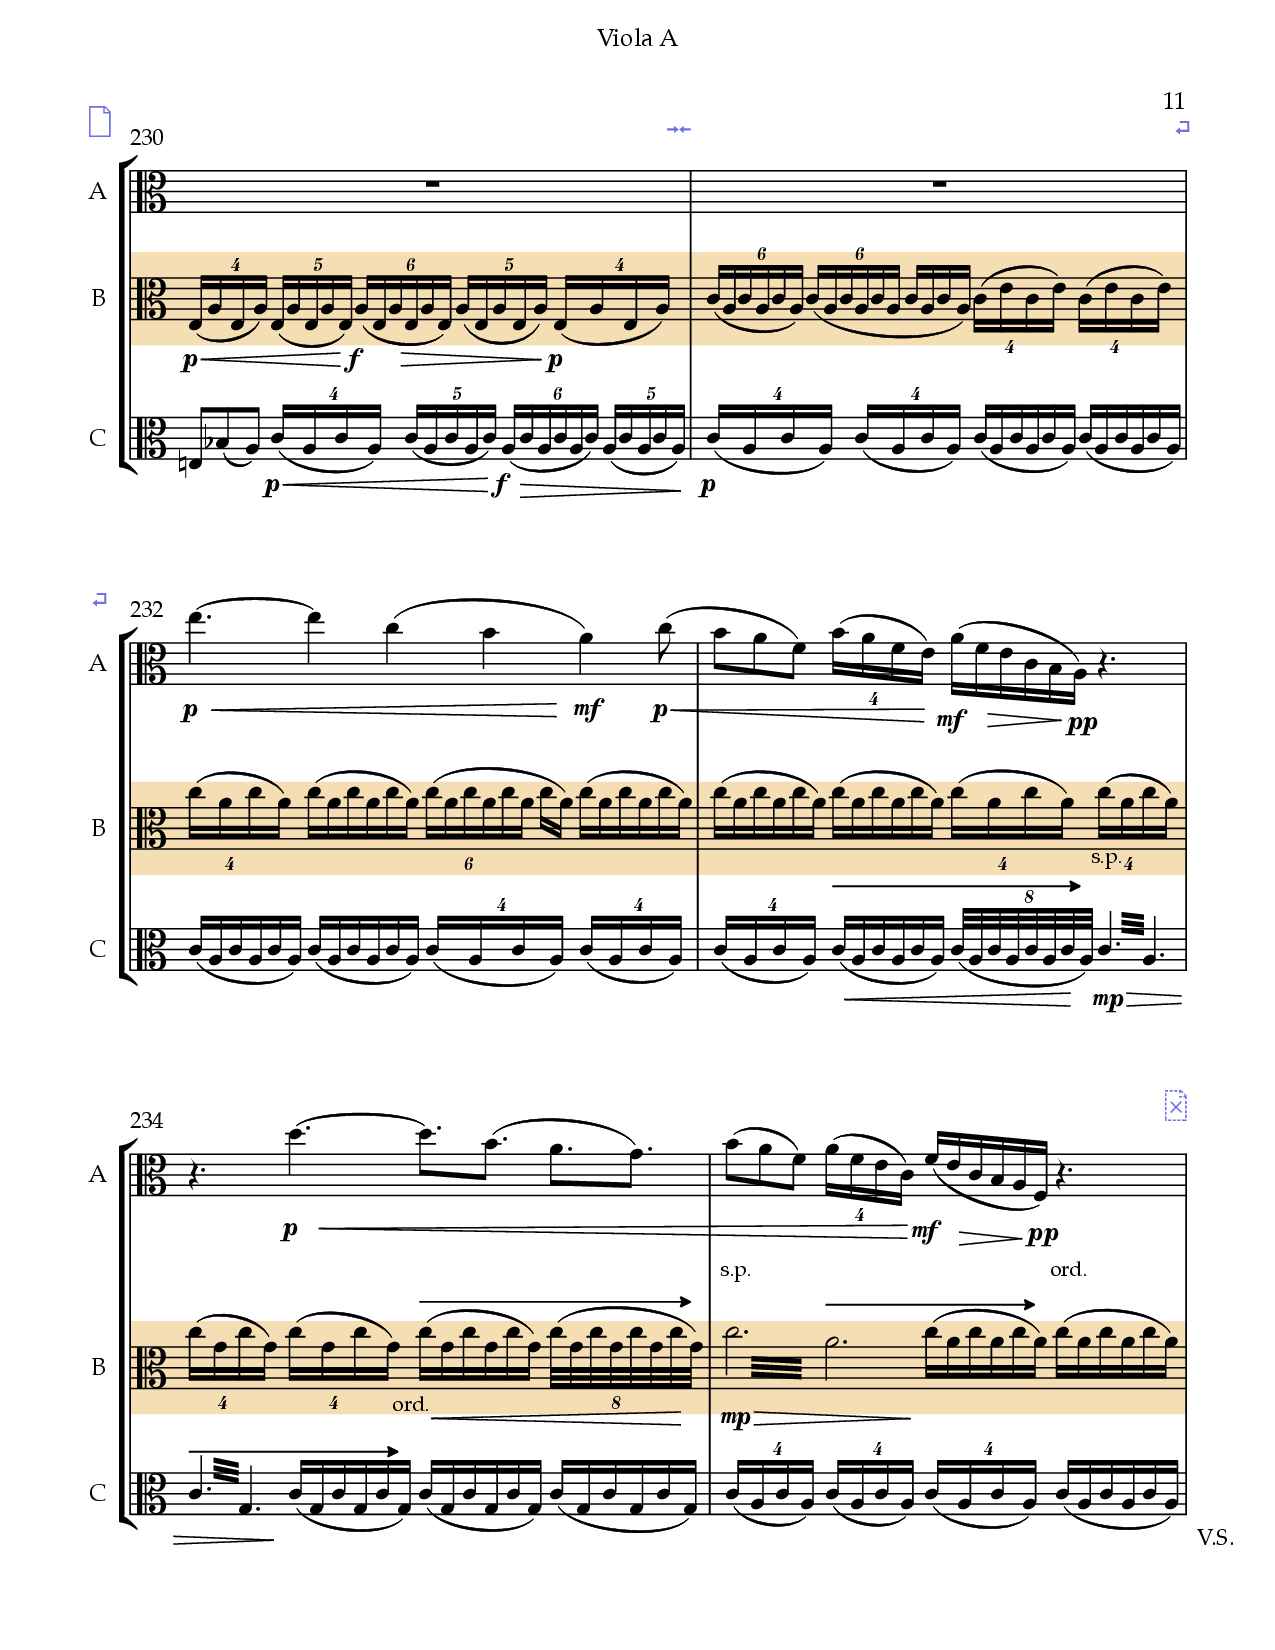 Viola A
11
230
A
4 5 6 5 4 6 6
B
4 4
p f p
4 5 6 5 4 4
C
p f p
232
A
p mf p 4 mf pp
B
s.p.
4 6 4 4
4 4 4 8
C
mp
234
A
p 4 mf pp
s.p. ord.
B
4 4 ord. 8
mp
4 4 4
C
V.S.